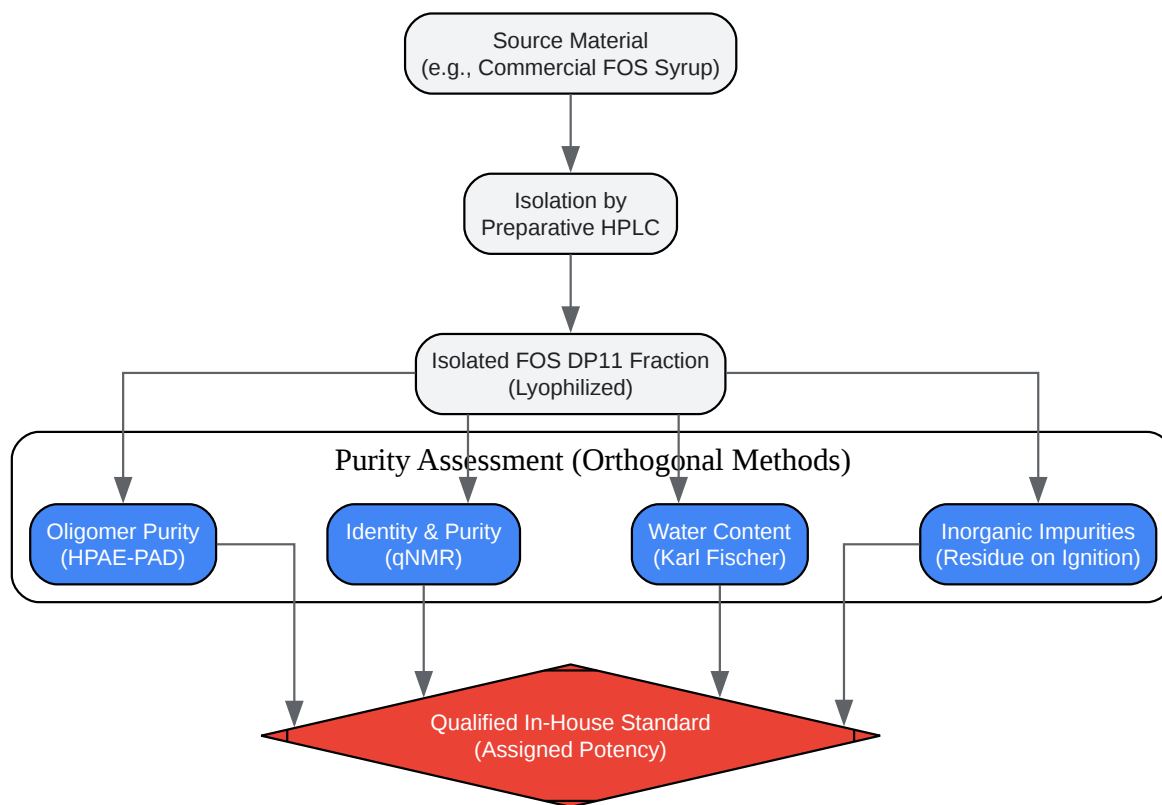 Source Material
(e.g., Commercial FOS Syrup)
Isolation by
Preparative HPLC
Isolated FOS DP11 Fraction
(Lyophilized)
Purity Assessment (Orthogonal Methods)
Oligomer Purity
(HPAE-PAD)
Identity & Purity
(qNMR)
Water Content
(Karl Fischer)
Inorganic Impurities
(Residue on Ignition)
Qualified In-House Standard
(Assigned Potency)